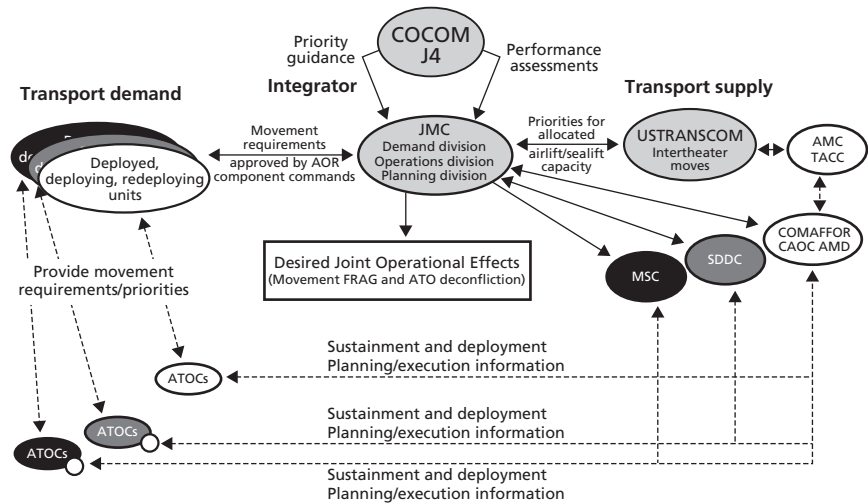 COCOM
J4
Priority
guidance
Performance
assessments
Integrator
Transport demand
Transport supply
Deployed,
deploying, redeploying
units
Movement
requirements
approved by AOR
component commands
JMC
Demand division
Operations division
Planning division
Priorities for
allocated
airlift/sealift
capacity
USTRANSCOM
Intertheater
moves
AMC
TACC
COMAFFOR
CAOC AMD
SDDC
MSC
Desired Joint Operational Effects
(Movement FRAG and ATO deconfliction)
Provide movement
requirements/priorities
ATOCs
Sustainment and deployment
Planning/execution information
ATOCs
Sustainment and deployment
Planning/execution information
ATOCs
Sustainment and deployment
Planning/execution information